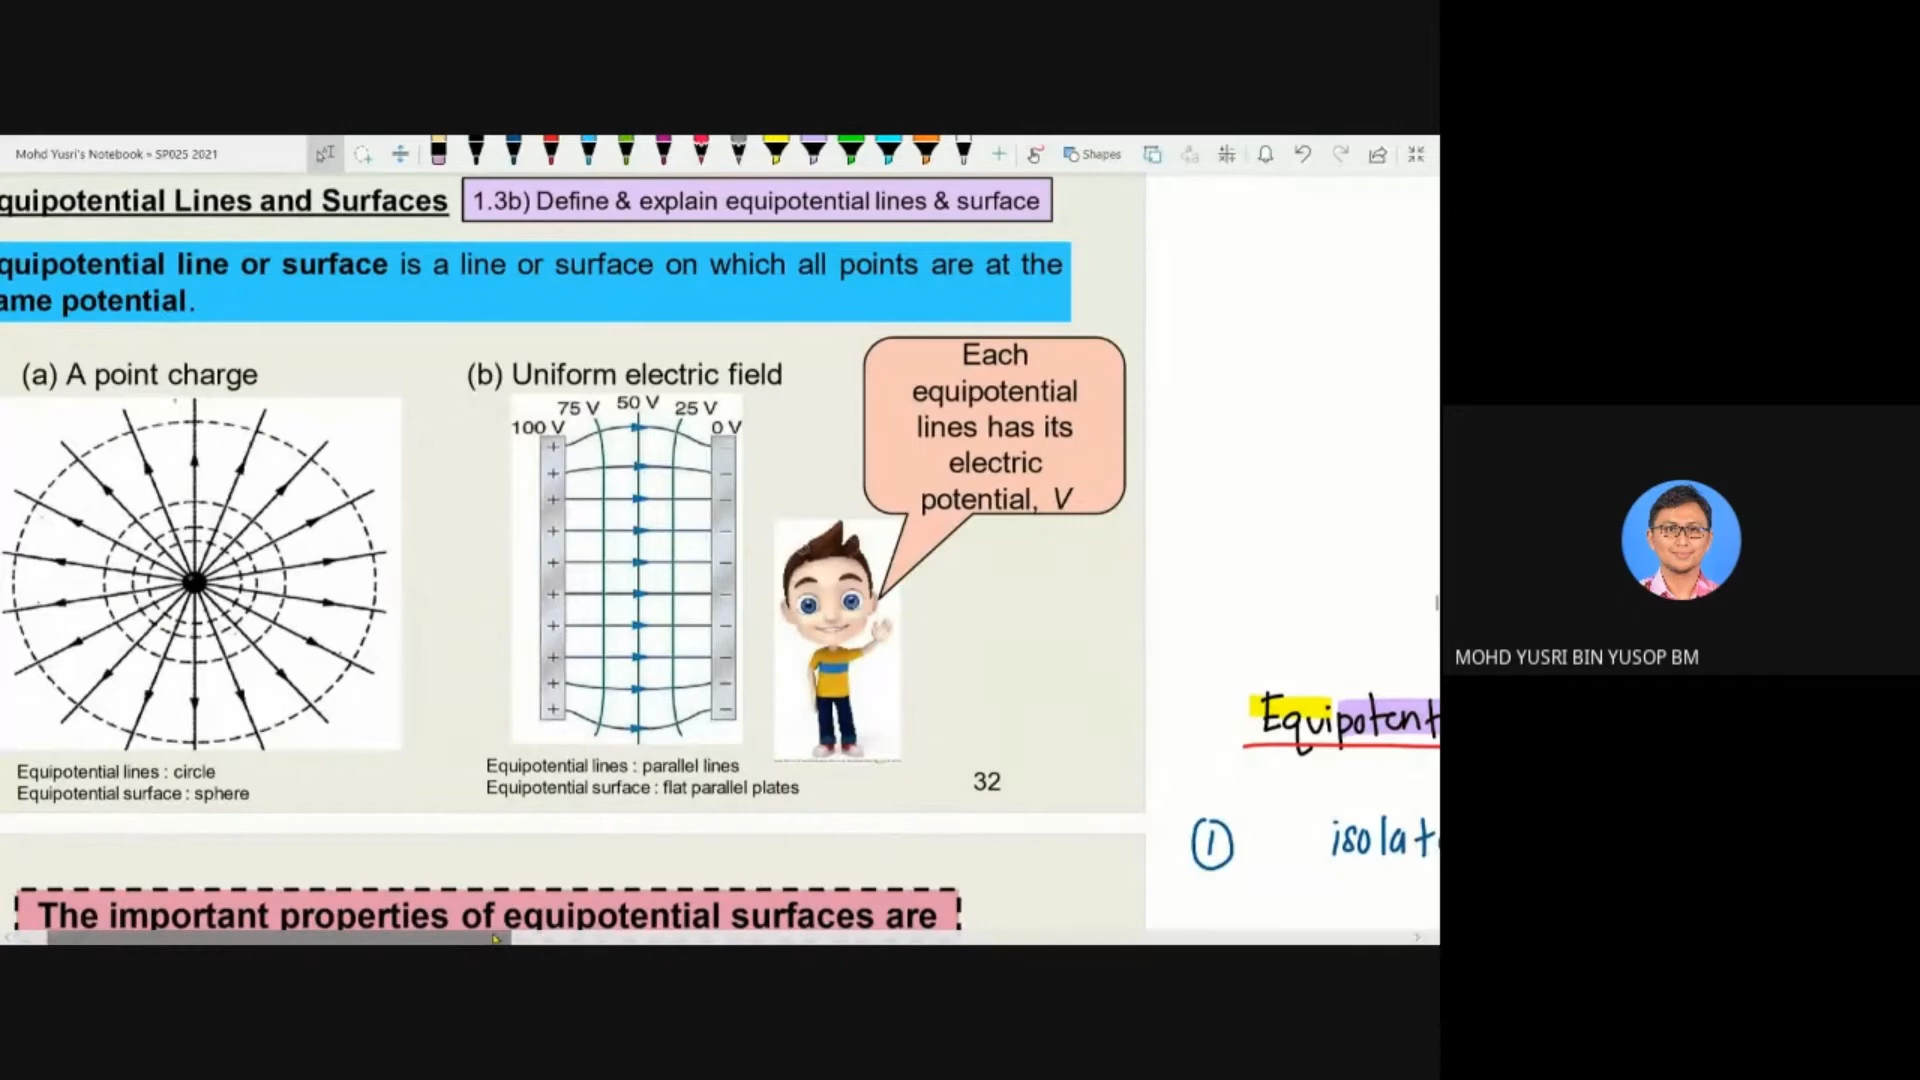 Mohd Yusri's Notebook » SP025 2021
Shapes
quipotential Lines and Surfaces
1.3b) Define & explain equipotential lines & surface
quipotential line or surface is a line or surface on which all points are at the
ame potential.
(a) A point charge
(b) Uniform electric field
Each
equipotential
lines has its
electric
potential, V
75 V 50 V 25 V
100 V 0 V
Equipotential lines : circle
Equipotential surface : sphere
Equipotential lines : parallel lines
Equipotential surface : flat parallel plates
32
MOHD YUSRI BIN YUSOP BM
Equipotent
① isolat
The important properties of equipotential surfaces are